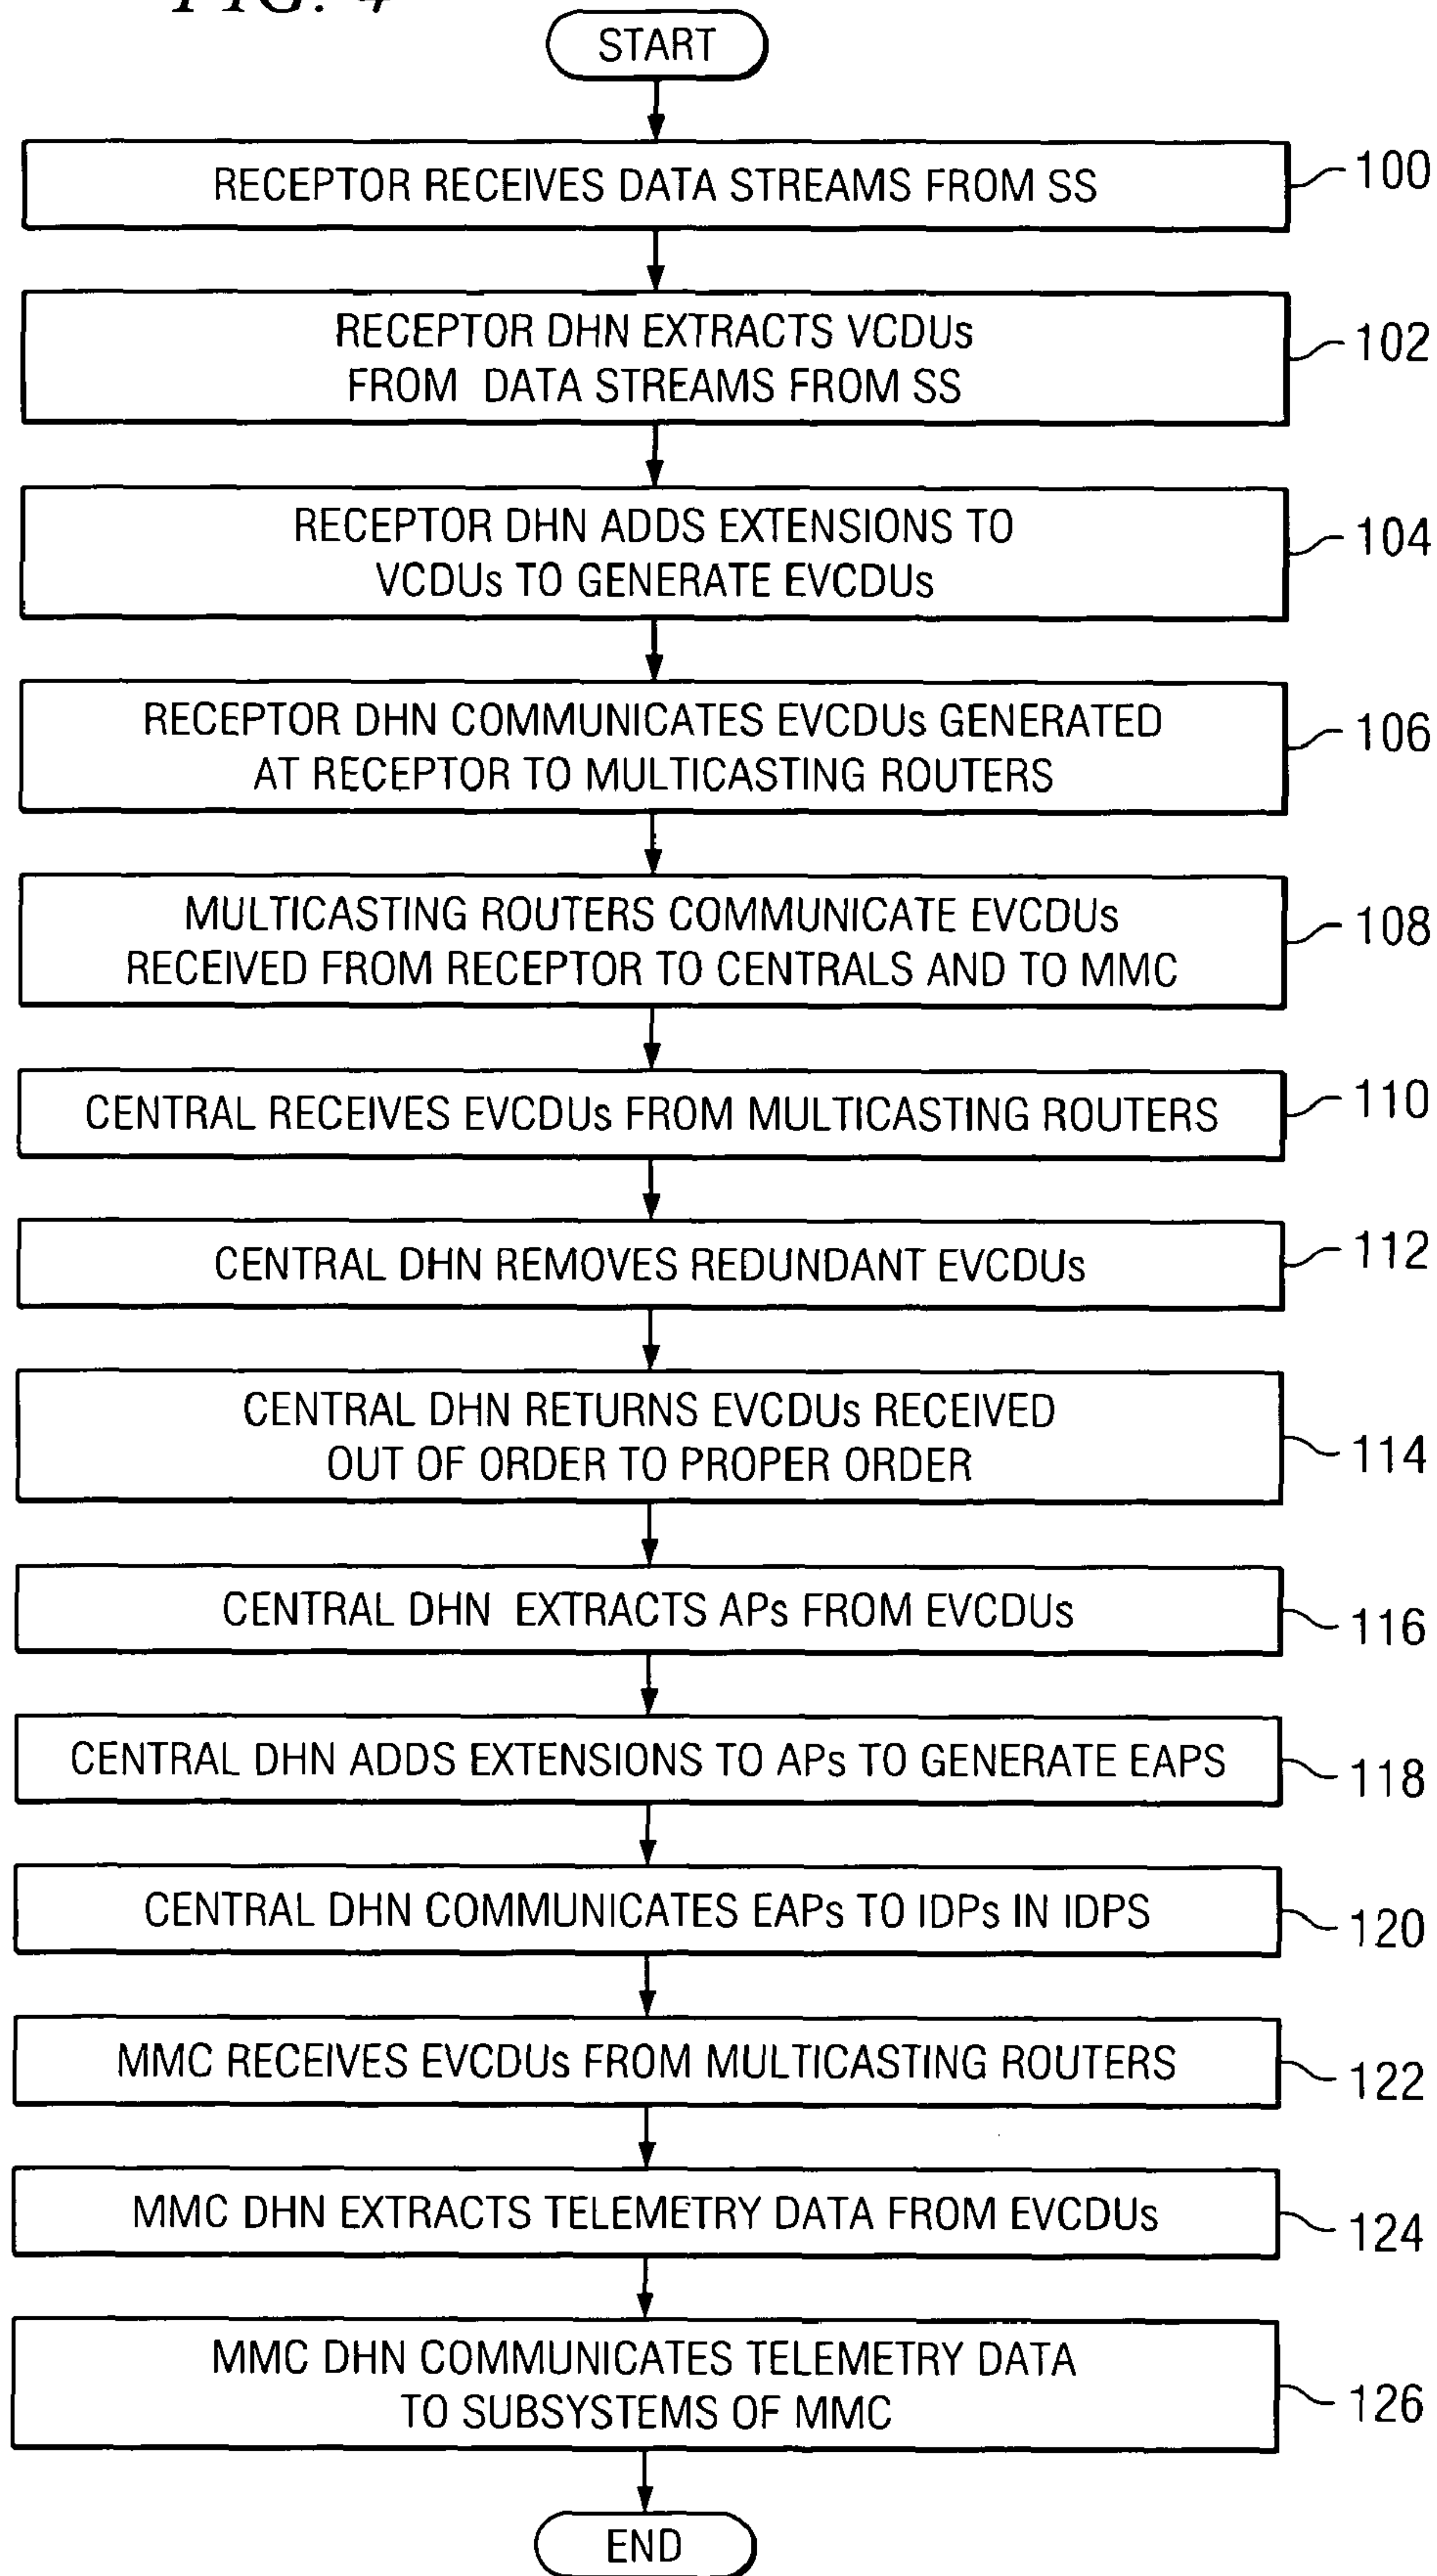 FIG. 4
START
RECEPTOR RECEIVES DATA STREAMS FROM SS
100
RECEPTOR DHN EXTRACTS VCDUs
FROM DATA STREAMS FROM SS
102
RECEPTOR DHN ADDS EXTENSIONS TO
VCDUs TO GENERATE EVCDUs
104
RECEPTOR DHN COMMUNICATES EVCDUs GENERATED
AT RECEPTOR TO MULTICASTING ROUTERS
106
MULTICASTING ROUTERS COMMUNICATE EVCDUs
RECEIVED FROM RECEPTOR TO CENTRALS AND TO MMC
108
CENTRAL RECEIVES EVCDUs FROM MULTICASTING ROUTERS
110
CENTRAL DHN REMOVES REDUNDANT EVCDUs
112
CENTRAL DHN RETURNS EVCDUs RECEIVED
OUT OF ORDER TO PROPER ORDER
114
CENTRAL DHN EXTRACTS APs FROM EVCDUs
116
CENTRAL DHN ADDS EXTENSIONS TO APs TO GENERATE EAPS
118
CENTRAL DHN COMMUNICATES EAPs TO IDPs IN IDPS
120
MMC RECEIVES EVCDUs FROM MULTICASTING ROUTERS
122
MMC DHN EXTRACTS TELEMETRY DATA FROM EVCDUs
124
MMC DHN COMMUNICATES TELEMETRY DATA
TO SUBSYSTEMS OF MMC
126
END